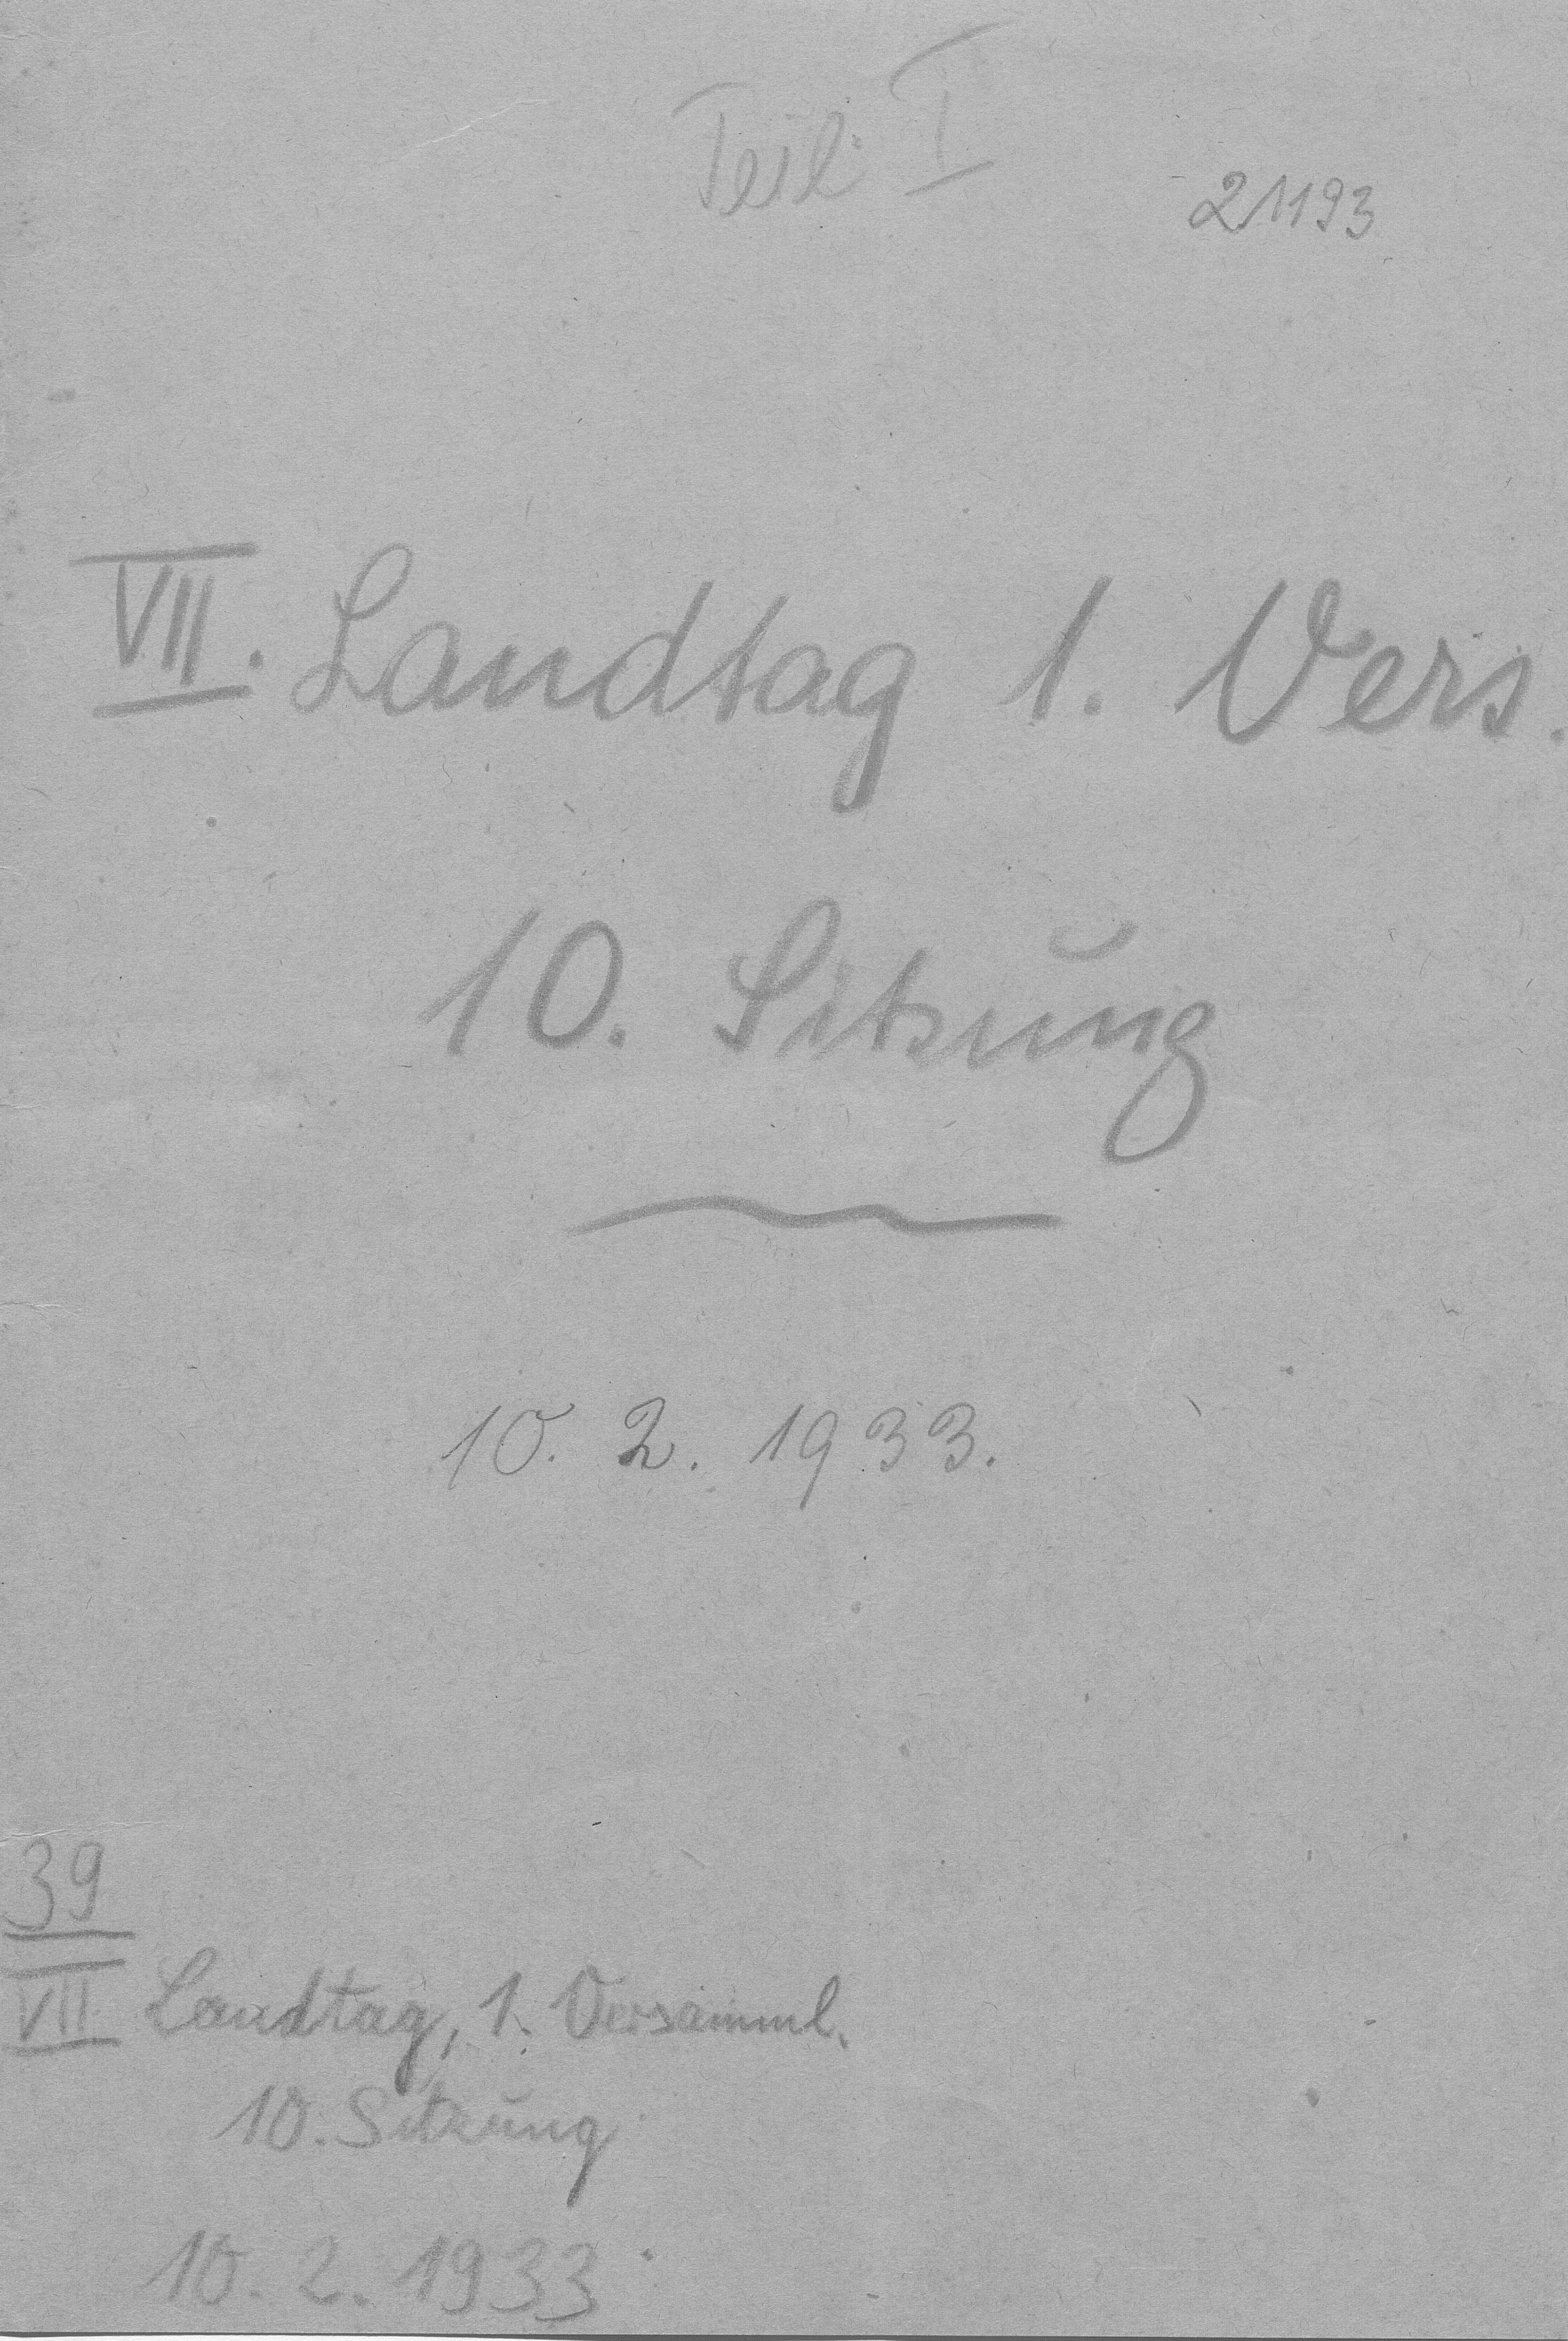 Teil I
21193
VII. Landtag 1. Vers.
10. Sitzung
10. 2. 1933.
39
VII Landtag, 1. Versamml.
10. Sitzung
10. 2. 1933